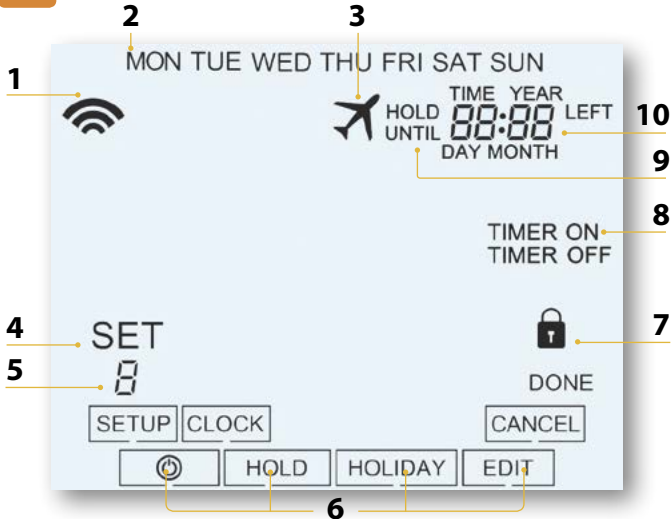 2 3
MON TUE WED THU FRI SAT SUN
1
TIME YEAR
HOLD 88:88 LEFT 10
UNTIL
DAY MONTH 9
8
TIMER ON
TIMER OFF
4 SET 7
5 8
DONE
SETUP CLOCK CANCEL
HOLD HOLIDAY EDIT
6